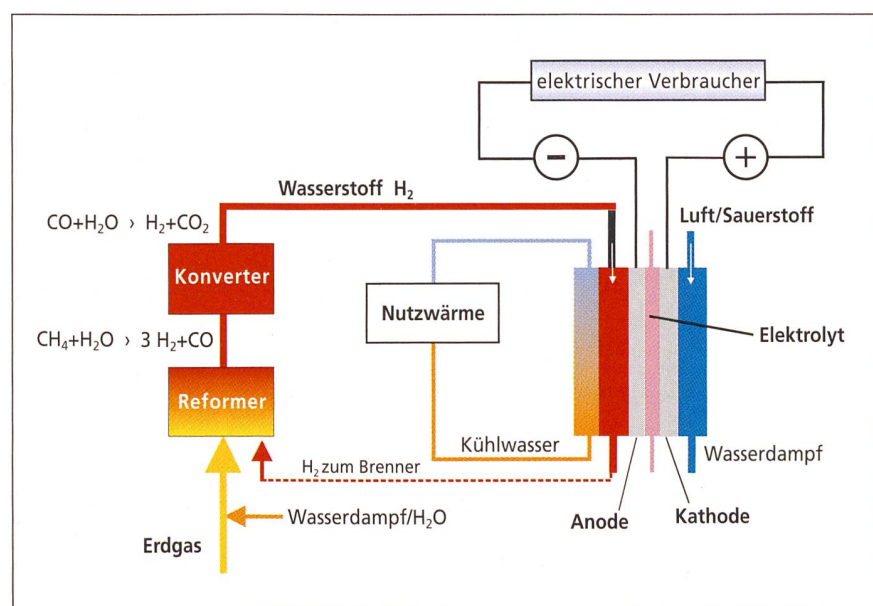 elektrischer Verbraucher
−
+
Wasserstoff H₂
Luft/Sauerstoff
CO+H₂O › H₂+CO₂
Konverter
Nutzwärme
CH₄+H₂O › 3 H₂+CO
Elektrolyt
Reformer
Kühlwasser
Wasserdampf
H₂ zum Brenner
Wasserdampf/H₂O
Anode
Kathode
Erdgas